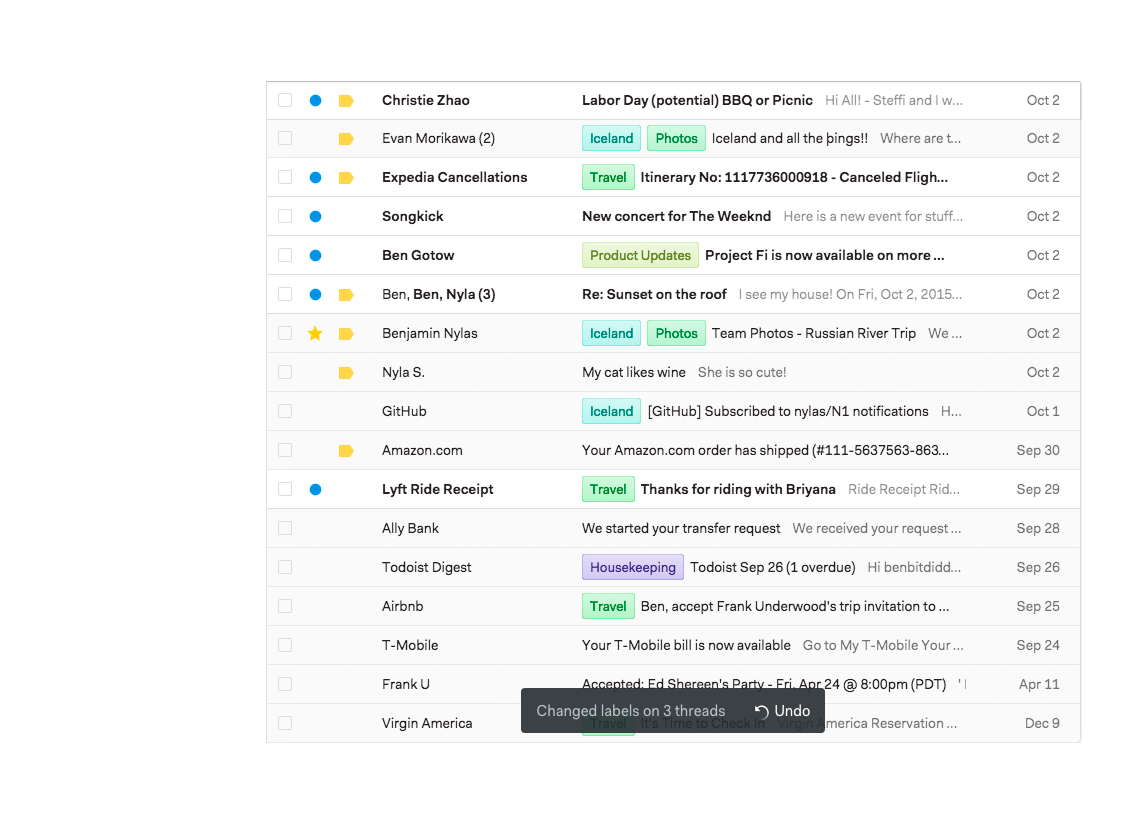 Christie Zhao Labor Day (potential) BBQ or Picnic Hi All! - Steffi and I w... Oct 2
Evan Morikawa (2) Iceland Photos Iceland and all the þings!! Where are t... Oct 2
Expedia Cancellations Travel Itinerary No: 1117736000918 - Canceled Fligh... Oct 2
Songkick New concert for The Weeknd Here is a new event for stuff... Oct 2
Ben Gotow Product Updates Project Fi is now available on more ... Oct 2
Ben, Ben, Nyla (3) Re: Sunset on the roof I see my house! On Fri, Oct 2, 2015... Oct 2
Benjamin Nylas Iceland Photos Team Photos - Russian River Trip We ... Oct 2
Nyla S. My cat likes wine She is so cute! Oct 2
GitHub Iceland [GitHub] Subscribed to nylas/N1 notifications H... Oct 1
Amazon.com Your Amazon.com order has shipped (#111-5637563-863... Sep 30
Lyft Ride Receipt Travel Thanks for riding with Briyana Ride Receipt Rid... Sep 29
Ally Bank We started your transfer request We received your request ... Sep 28
Todoist Digest Housekeeping Todoist Sep 26 (1 overdue) Hi benbitdidd... Sep 26
Airbnb Travel Ben, accept Frank Underwood's trip invitation to ... Sep 25
T-Mobile Your T-Mobile bill is now available Go to My T-Mobile Your ... Sep 24
Frank U Accepted: Ed Shereen's Party - Fri, Apr 24 @ 8:00pm (PDT) Apr 11
Changed labels on 3 threads Undo
Virgin America Travel It's Time to Check In Virgin America Reservation ... Dec 9